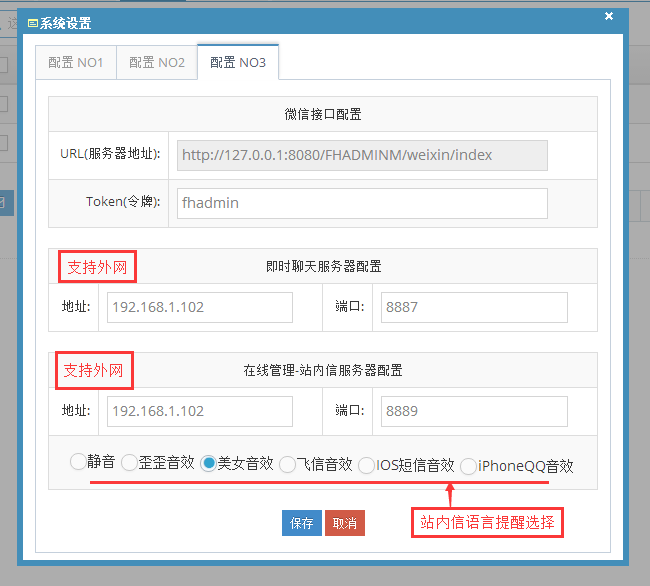 系统设置
配置 NO1 配置 NO2 配置 NO3
微信接口配置
URL(服务器地址): http://127.0.0.1:8080/FHADMINM/weixin/index
Token(令牌): fhadmin
支持外网 即时聊天服务器配置
地址: 192.168.1.102 端口: 8887
支持外网 在线管理-站内信服务器配置
地址: 192.168.1.102 端口: 8889
静音 歪歪音效 美女音效 飞信音效 IOS短信音效 iPhoneQQ音效
保存 取消 站内信语言提醒选择